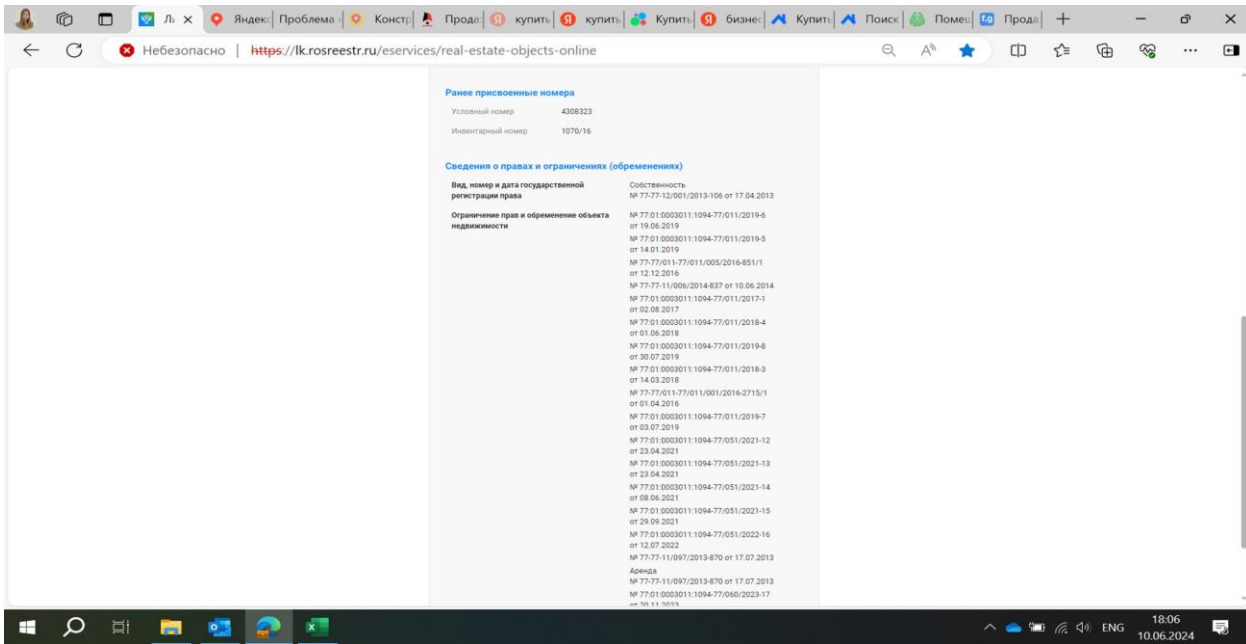 Ли
Яндекс
Проблема
Констр
Прода
купить
купить
Купить
бизнес
Купить
Поиск
Помещ
Прода
Небезопасно
https://lk.rosreestr.ru/eservices/real-estate-objects-online
Ранее присвоенные номера
Условный номер 4308323
Инвентарный номер 1070/16
Сведения о правах и ограничениях (обременениях)
Вид, номер и дата государственной
регистрации права
Собственность
№ 77-77-12/001/2013-106 от 17.04.2013
Ограничение прав и обременение объекта
недвижимости
№ 77:01:0003011:1094-77/011/2019-6
от 19.06.2019
№ 77:01:0003011:1094-77/011/2019-5
от 14.01.2019
№ 77-77/011-77/011/005/2016-851/1
от 12.12.2016
№ 77-77-11/006/2014-837 от 10.06.2014
№ 77:01:0003011:1094-77/011/2017-1
от 02.08.2017
№ 77:01:0003011:1094-77/011/2018-4
от 01.06.2018
№ 77:01:0003011:1094-77/011/2019-8
от 30.07.2019
№ 77:01:0003011:1094-77/011/2018-3
от 14.03.2018
№ 77-77/011-77/011/001/2016-2715/1
от 01.04.2016
№ 77:01:0003011:1094-77/011/2019-7
от 03.07.2019
№ 77:01:0003011:1094-77/051/2021-12
от 23.04.2021
№ 77:01:0003011:1094-77/051/2021-13
от 23.04.2021
№ 77:01:0003011:1094-77/051/2021-14
от 08.06.2021
№ 77:01:0003011:1094-77/051/2021-15
от 29.09.2021
№ 77:01:0003011:1094-77/051/2022-16
от 12.07.2022
№ 77-77-11/097/2013-870 от 17.07.2013
Аренда
№ 77-77-11/097/2013-870 от 17.07.2013
№ 77:01:0003011:1094-77/060/2023-17
от 20.11.2023
ENG
18:06
10.06.2024